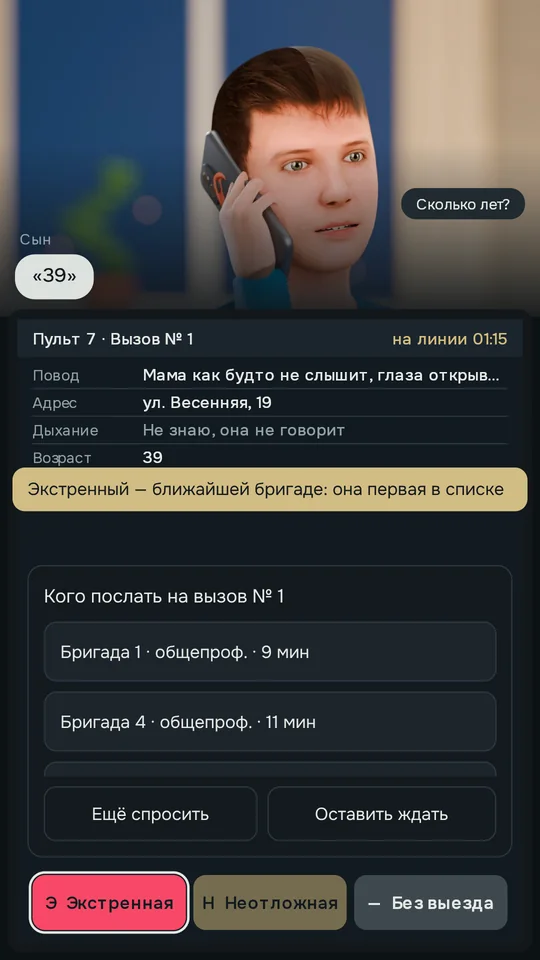 Сколько лет?
Сын
«39»
Пульт 7 · Вызов № 1
на линии 01:15
Повод Мама как будто не слышит, глаза открыв...
Адрес ул. Весенняя, 19
Дыхание Не знаю, она не говорит
Возраст 39
Экстренный — ближайшей бригаде: она первая в списке
Кого послать на вызов № 1
Бригада 1 · общепроф. · 9 мин
Бригада 4 · общепроф. · 11 мин
Ещё спросить
Оставить ждать
Э Экстренная
Н Неотложная
— Без выезда